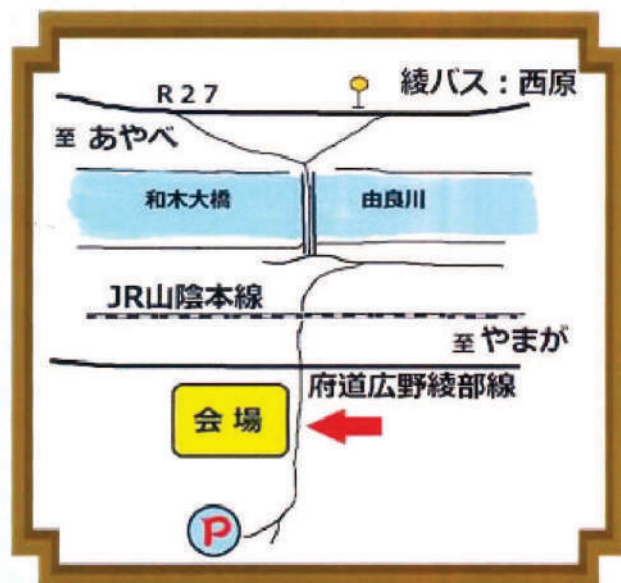 R27
綾バス：西原
至 あやべ
和木大橋
由良川
JR山陰本線
至 やまが
府道広野綾部線
会場
P